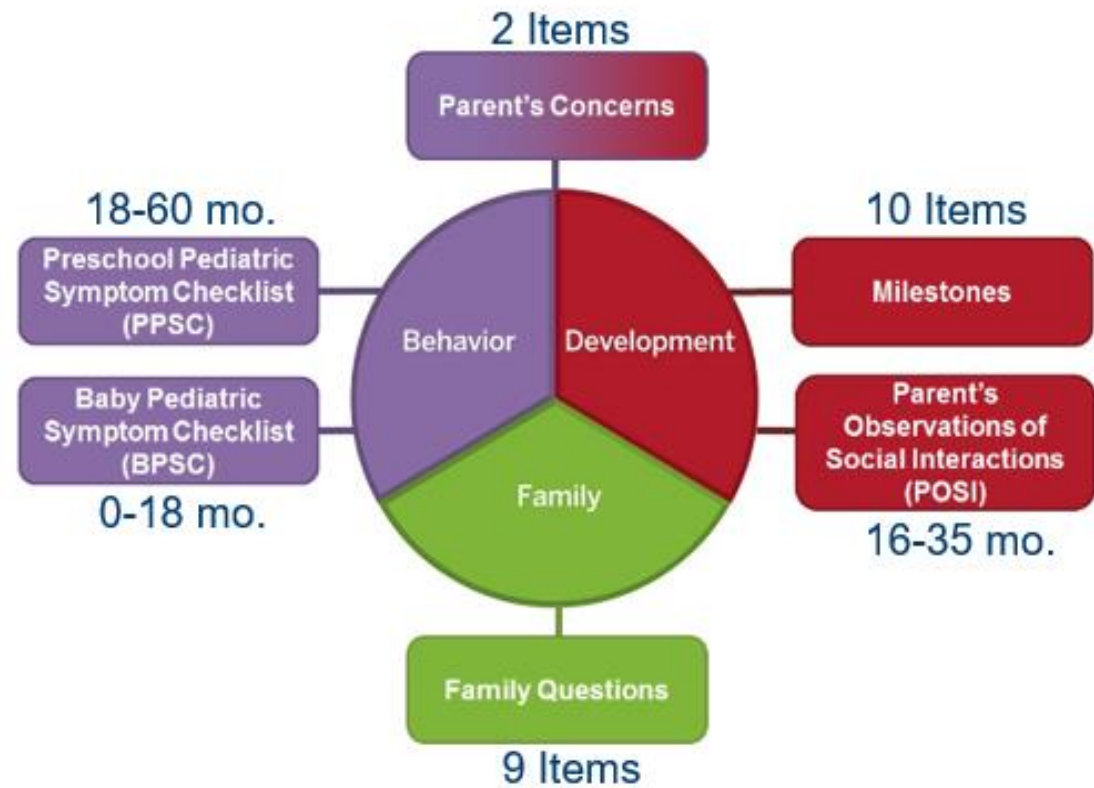 2 Items
Parent's Concerns
18-60 mo.
Preschool Pediatric
Symptom Checklist
(PPSC)
10 Items
Milestones
Behavior
Development
Baby Pediatric
Symptom Checklist
(BPSC)
0-18 mo.
Parent's
Observations of
Social Interactions
(POSI)
16-35 mo.
Family
Family Questions
9 Items